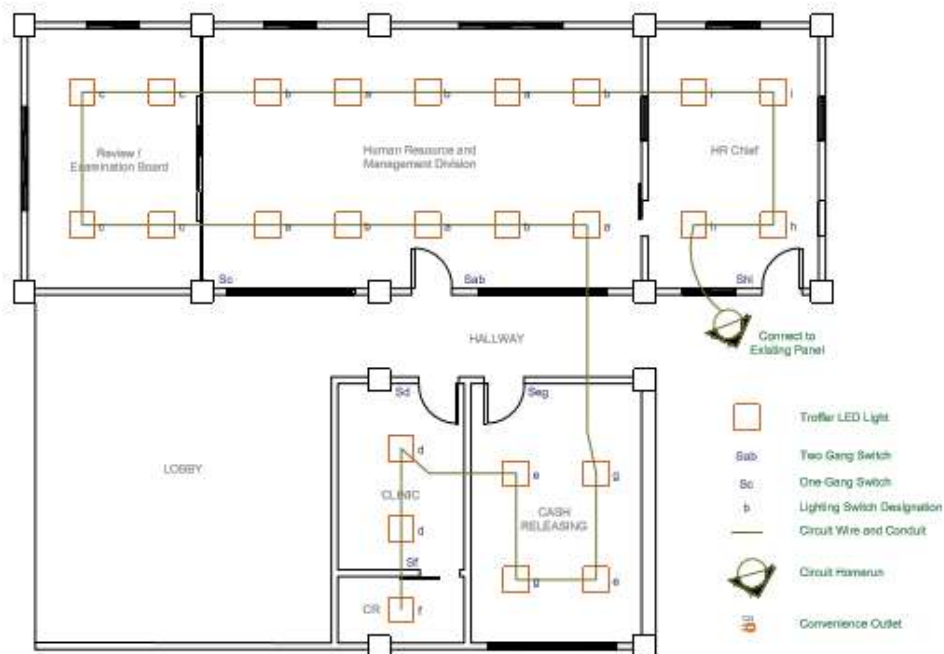 c c b a b a b i i
Review /
Examination Board
Human Resource and
Management Division
HR Chief
c c a b a b a h h
Sc Sab Shi
Connect to
Existing Panel
HALLWAY
Sd Seg
LOBBY
d
e g
CLINIC
CASH
RELEASING
d
Sf
g e
CR f
Troffer LED Light
Sab Two Gang Switch
Sc One-Gang Switch
b Lighting Switch Designation
Circuit Wire and Conduit
Circuit Homerun
Convenience Outlet